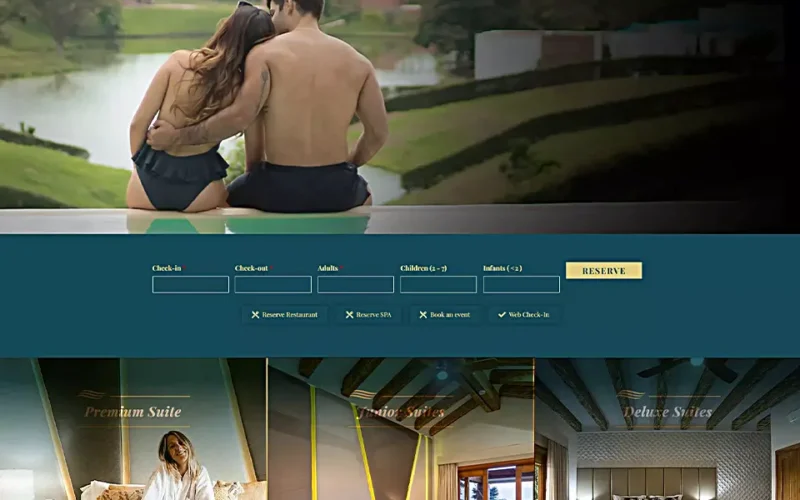 Check-in *
Check-out *
Adults *
Children (2 - 7)
Infants ( < 2 )
RESERVE
Reserve Restaurant
Reserve SPA
Book an event
Web Check-In
Premium Suite
Junior Suites
Deluxe Suites